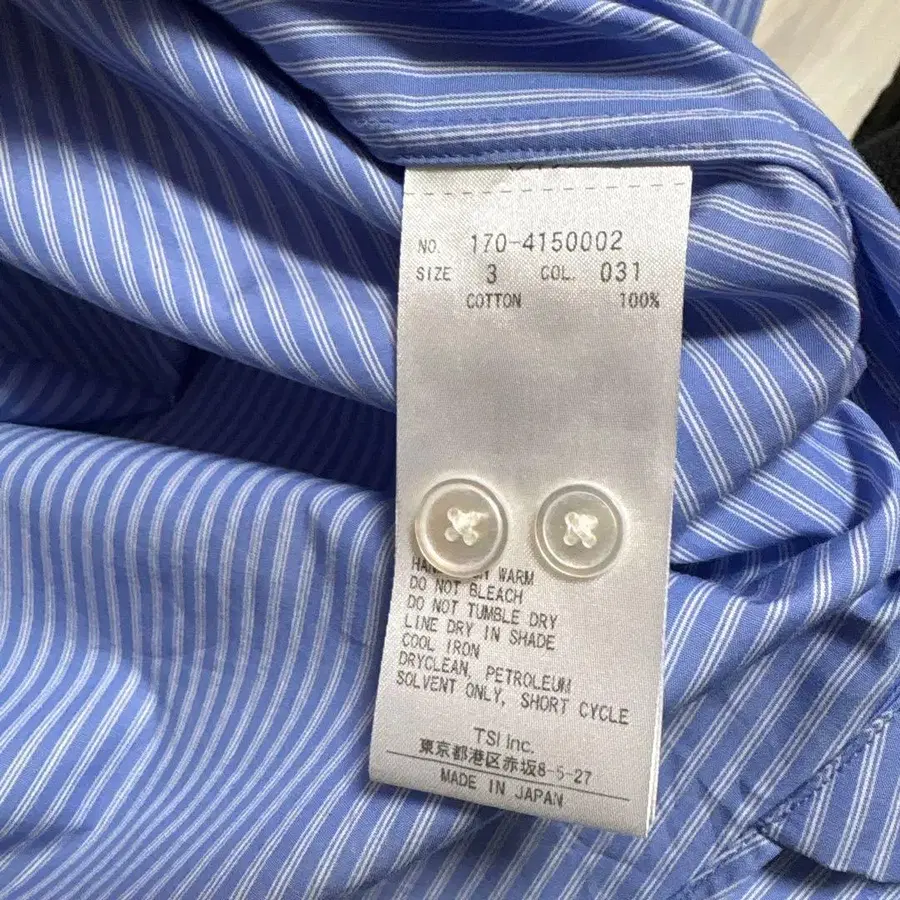 NO. 170-4150002
SIZE 3 COL. 031
COTTON 100%
WARM
DO NOT BLEACH
DO NOT TUMBLE DRY
LINE DRY IN SHADE
COOL IRON
DRYCLEAN, PETROLEUM
SOLVENT ONLY, SHORT CYCLE
TSI Inc.
東京都港区赤坂8-5-27
MADE IN JAPAN